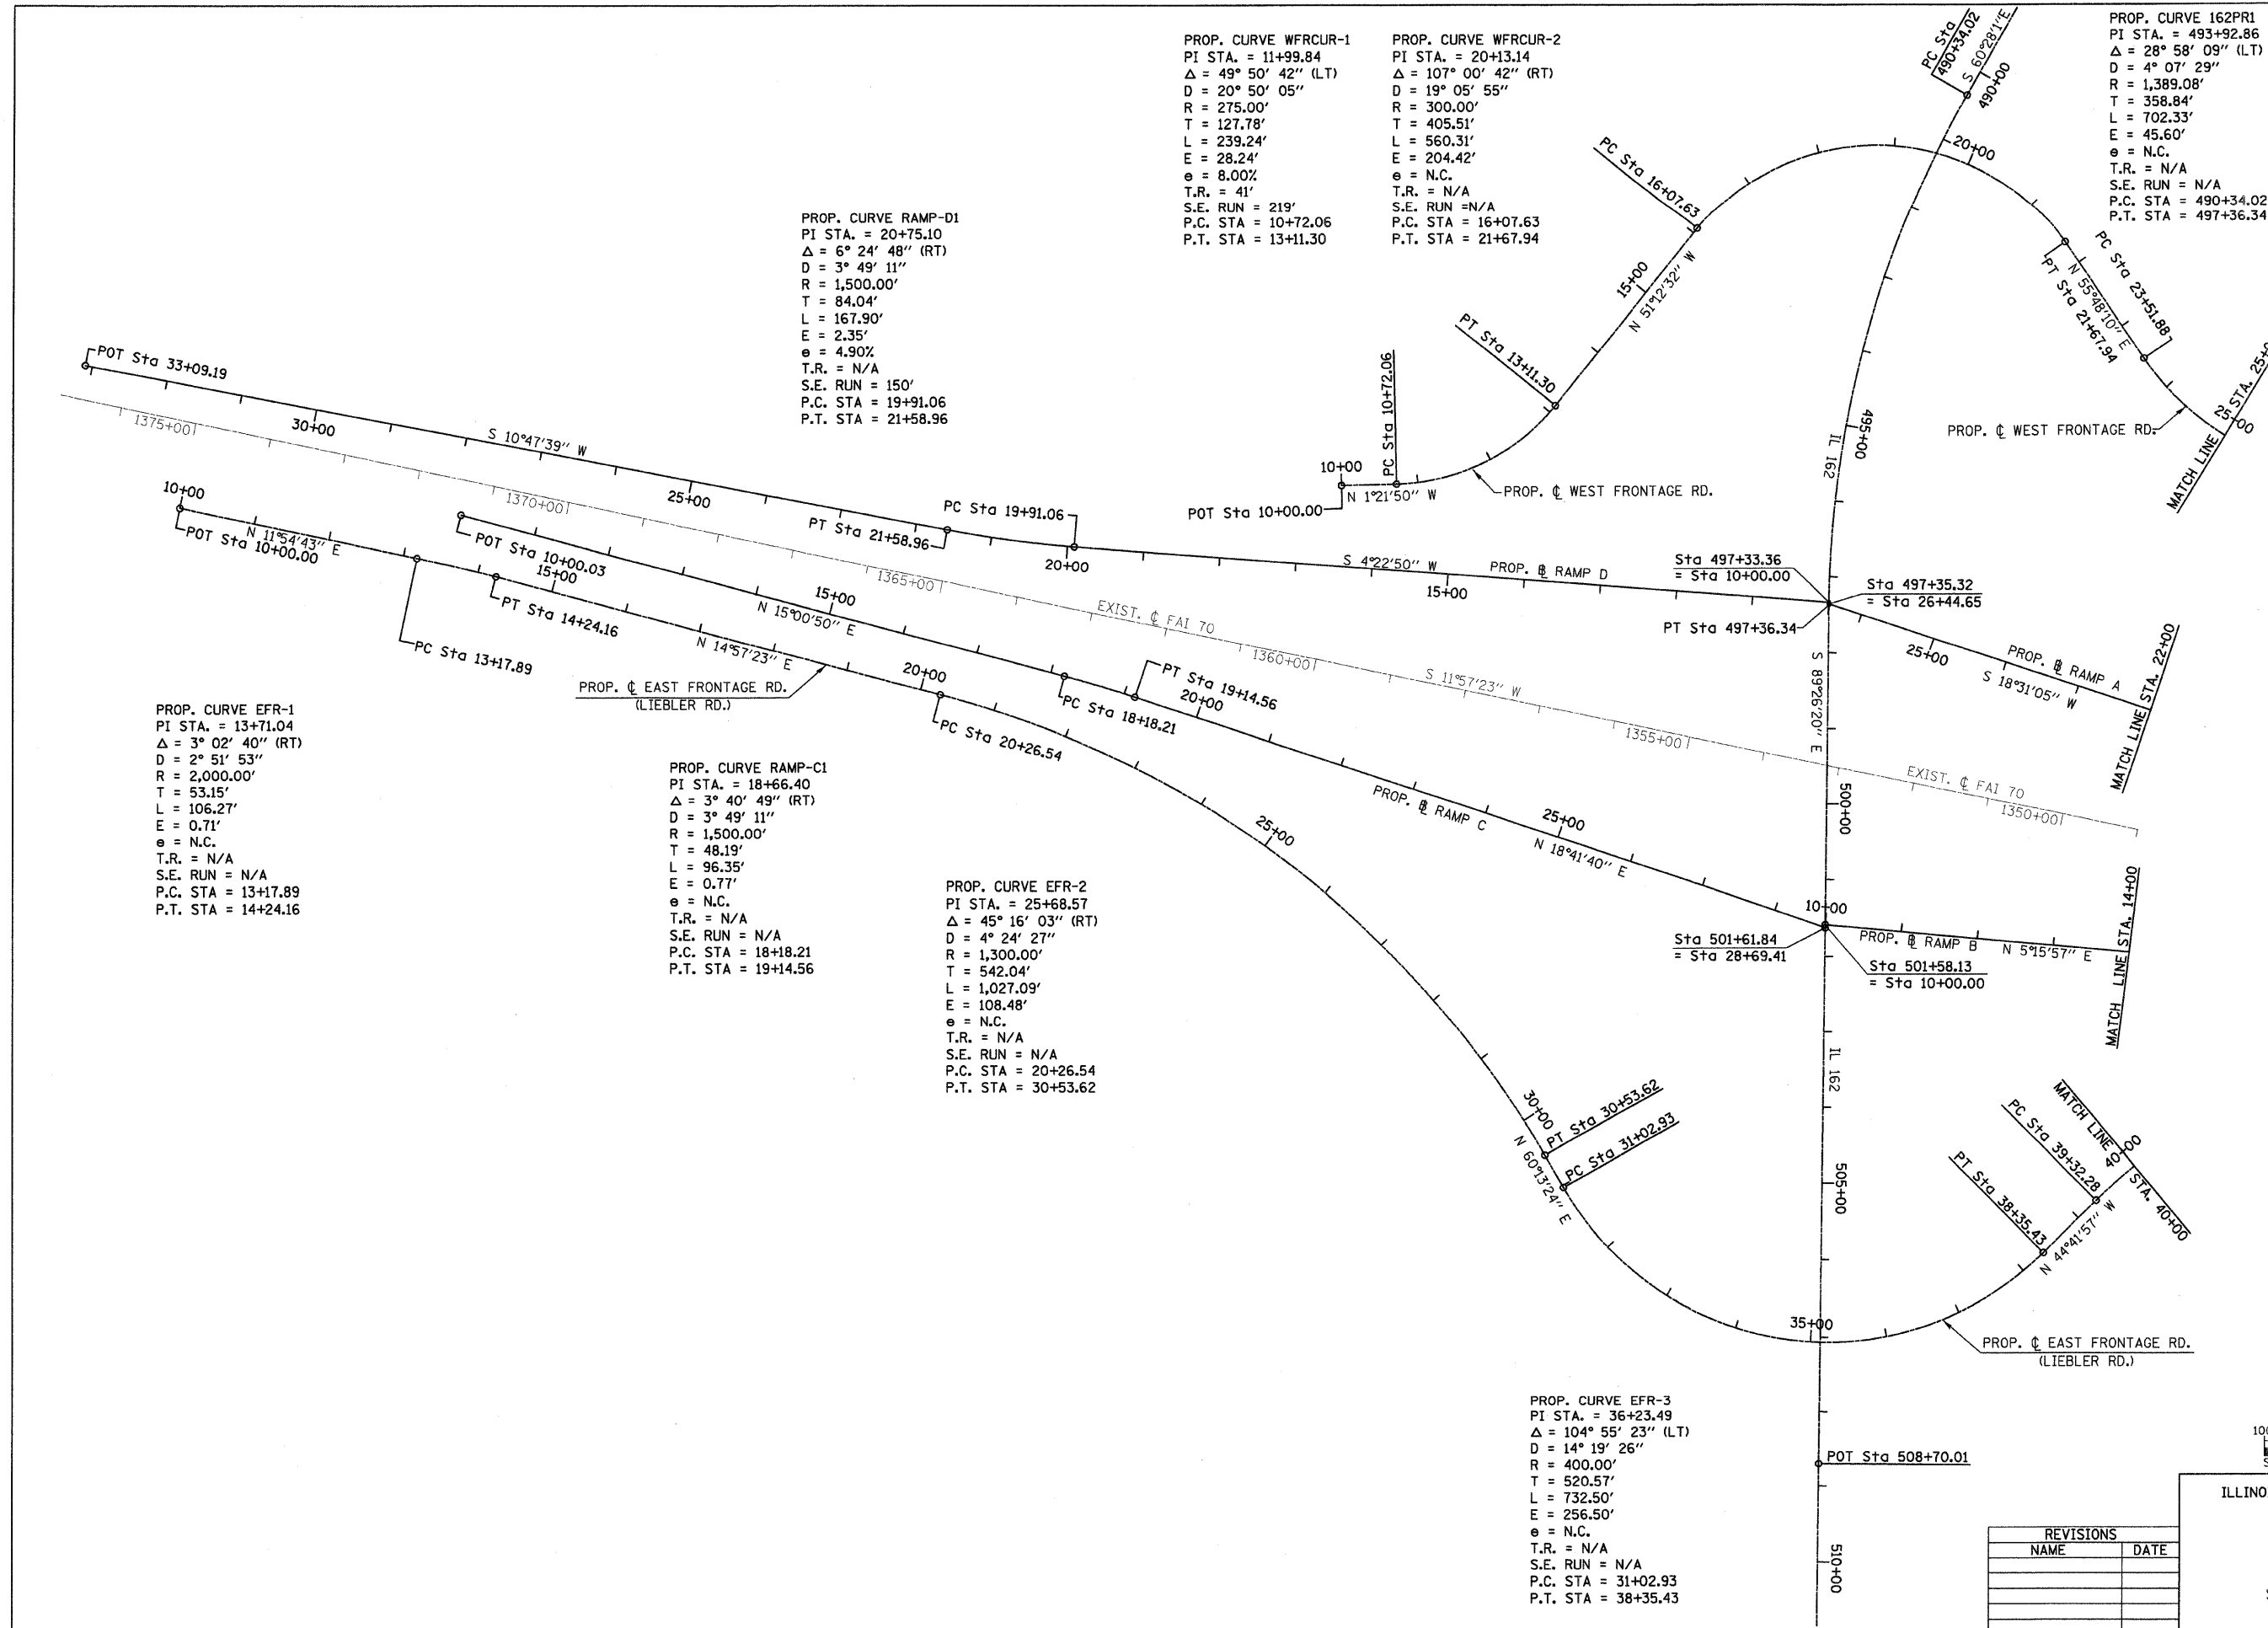 PROP. CURVE WFRCUR-1
PI STA. = 11+99.84
Δ = 49° 50' 42" (LT)
D = 20° 50' 05"
R = 275.00'
T = 127.78'
L = 239.24'
E = 28.24'
e = 8.00%
T.R. = 41'
S.E. RUN = 219'
P.C. STA = 10+72.06
P.T. STA = 13+11.30
PROP. CURVE WFRCUR-2
PI STA. = 20+13.14
Δ = 107° 00' 42" (RT)
D = 19° 05' 55"
R = 300.00'
T = 405.51'
L = 560.31'
E = 204.42'
e = N.C.
T.R. = N/A
S.E. RUN =N/A
P.C. STA = 16+07.63
P.T. STA = 21+67.94
PC Sta
490+34.02
S 60°28'1"E
490+00
PROP. CURVE 162PR1
PI STA. = 493+92.86
Δ = 28° 58' 09" (LT)
D = 4° 07' 29"
R = 1,389.08'
T = 358.84'
L = 702.33'
E = 45.60'
e = N.C.
T.R. = N/A
S.E. RUN = N/A
P.C. STA = 490+34.02
P.T. STA = 497+36.34
PROP. CURVE RAMP-D1
PI STA. = 20+75.10
Δ = 6° 24' 48" (RT)
D = 3° 49' 11"
R = 1,500.00'
T = 84.04'
L = 167.90'
E = 2.35'
e = 4.90%
T.R. = N/A
S.E. RUN = 150'
P.C. STA = 19+91.06
P.T. STA = 21+58.96
PC Sta 16+07.63
20+00
15+00
N 51°12'32" W
PT Sta 13+11.30
PC Sta 10+72.06
10+00
N 1°21'50" W
POT Sta 10+00.00
PROP. ℄ WEST FRONTAGE RD.
PC Sta 23+51.88
N 55°48'10" E
PT Sta 21+67.94
PROP. ℄ WEST FRONTAGE RD.
25+00
MATCH LINE STA. 25+0
495+00
IL 162
POT Sta 33+09.19
1375+00
30+00
S 10°47'39" W
1370+00
25+00
PT Sta 21+58.96
PC Sta 19+91.06
20+00
1365+00
S 4°22'50" W
PROP. ⅊ RAMP D
15+00
Sta 497+33.36
= Sta 10+00.00
Sta 497+35.32
= Sta 26+44.65
PT Sta 497+36.34
10+00
N 11°54'43" E
POT Sta 10+00.00
POT Sta 10+00.03
15+00
PT Sta 14+24.16
PC Sta 13+17.89
15+00
N 15°00'50" E
N 14°57'23" E
PROP. ℄ EAST FRONTAGE RD.
(LIEBLER RD.)
20+00
EXIST. ℄ FAI 70
1360+00
S 11°57'23" W
1355+00
S 89°26'20" E
25+00
PROP. ⅊ RAMP A
S 18°31'05" W
MATCH LINE STA. 22+00
EXIST. ℄ FAI 70
1350+00
500+00
PT Sta 19+14.56
20+00
PC Sta 18+18.21
PC Sta 20+26.54
PROP. ⅊ RAMP C
25+00
N 18°41'40" E
25+00
10+00
PROP. ⅊ RAMP B
N 5°15'57" E
MATCH LINE STA. 14+00
Sta 501+61.84
= Sta 28+69.41
Sta 501+58.13
= Sta 10+00.00
PROP. CURVE EFR-1
PI STA. = 13+71.04
Δ = 3° 02' 40" (RT)
D = 2° 51' 53"
R = 2,000.00'
T = 53.15'
L = 106.27'
E = 0.71'
e = N.C.
T.R. = N/A
S.E. RUN = N/A
P.C. STA = 13+17.89
P.T. STA = 14+24.16
PROP. CURVE RAMP-C1
PI STA. = 18+66.40
Δ = 3° 40' 49" (RT)
D = 3° 49' 11"
R = 1,500.00'
T = 48.19'
L = 96.35'
E = 0.77'
e = N.C.
T.R. = N/A
S.E. RUN = N/A
P.C. STA = 18+18.21
P.T. STA = 19+14.56
PROP. CURVE EFR-2
PI STA. = 25+68.57
Δ = 45° 16' 03" (RT)
D = 4° 24' 27"
R = 1,300.00'
T = 542.04'
L = 1,027.09'
E = 108.48'
e = N.C.
T.R. = N/A
S.E. RUN = N/A
P.C. STA = 20+26.54
P.T. STA = 30+53.62
IL 162
30+00
PT Sta 30+53.62
N 60°13'24" E
PC Sta 31+02.93
505+00
MATCH LINE STA. 40+00
40+00
PC Sta 39+32.28
PT Sta 38+35.43
N 44°41'57" W
35+00
PROP. ℄ EAST FRONTAGE RD.
(LIEBLER RD.)
PROP. CURVE EFR-3
PI STA. = 36+23.49
Δ = 104° 55' 23" (LT)
D = 14° 19' 26"
R = 400.00'
T = 520.57'
L = 732.50'
E = 256.50'
e = N.C.
T.R. = N/A
S.E. RUN = N/A
P.C. STA = 31+02.93
P.T. STA = 38+35.43
POT Sta 508+70.01
510+00
ILLINO
REVISIONS
NAME DATE